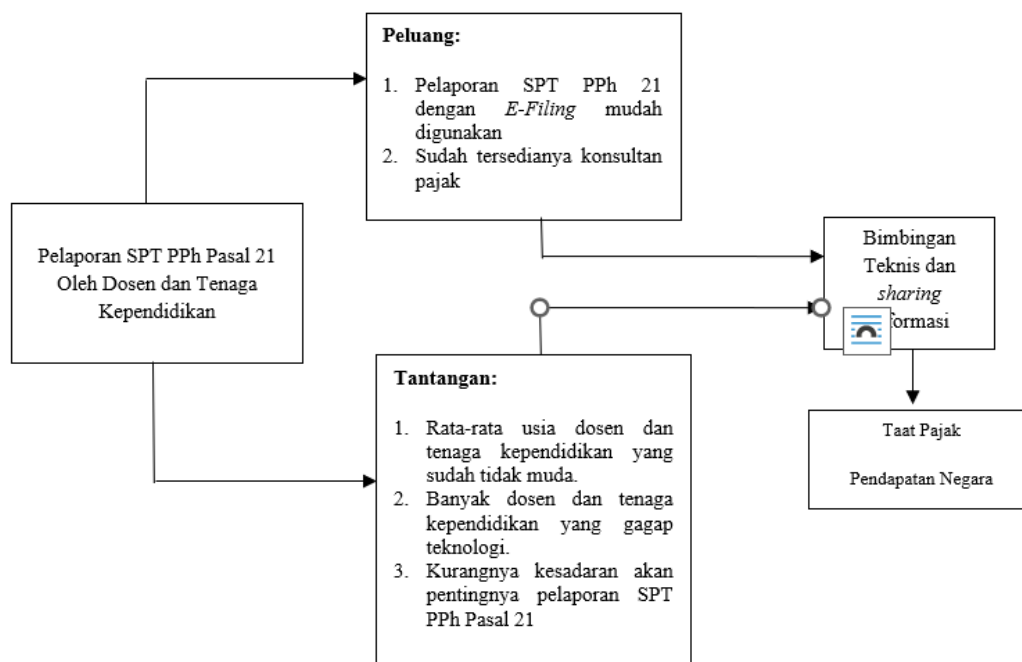 Peluang:
1. Pelaporan SPT PPh 21
dengan E-Filing mudah
digunakan
2. Sudah tersedianya konsultan
pajak
Pelaporan SPT PPh Pasal 21
Oleh Dosen dan Tenaga
Kependidikan
Bimbingan
Teknis dan
sharing
formasi
Tantangan:
1. Rata-rata usia dosen dan
tenaga kependidikan yang
sudah tidak muda.
2. Banyak dosen dan tenaga
kependidikan yang gagap
teknologi.
3. Kurangnya kesadaran akan
pentingnya pelaporan SPT
PPh Pasal 21
Taat Pajak
Pendapatan Negara